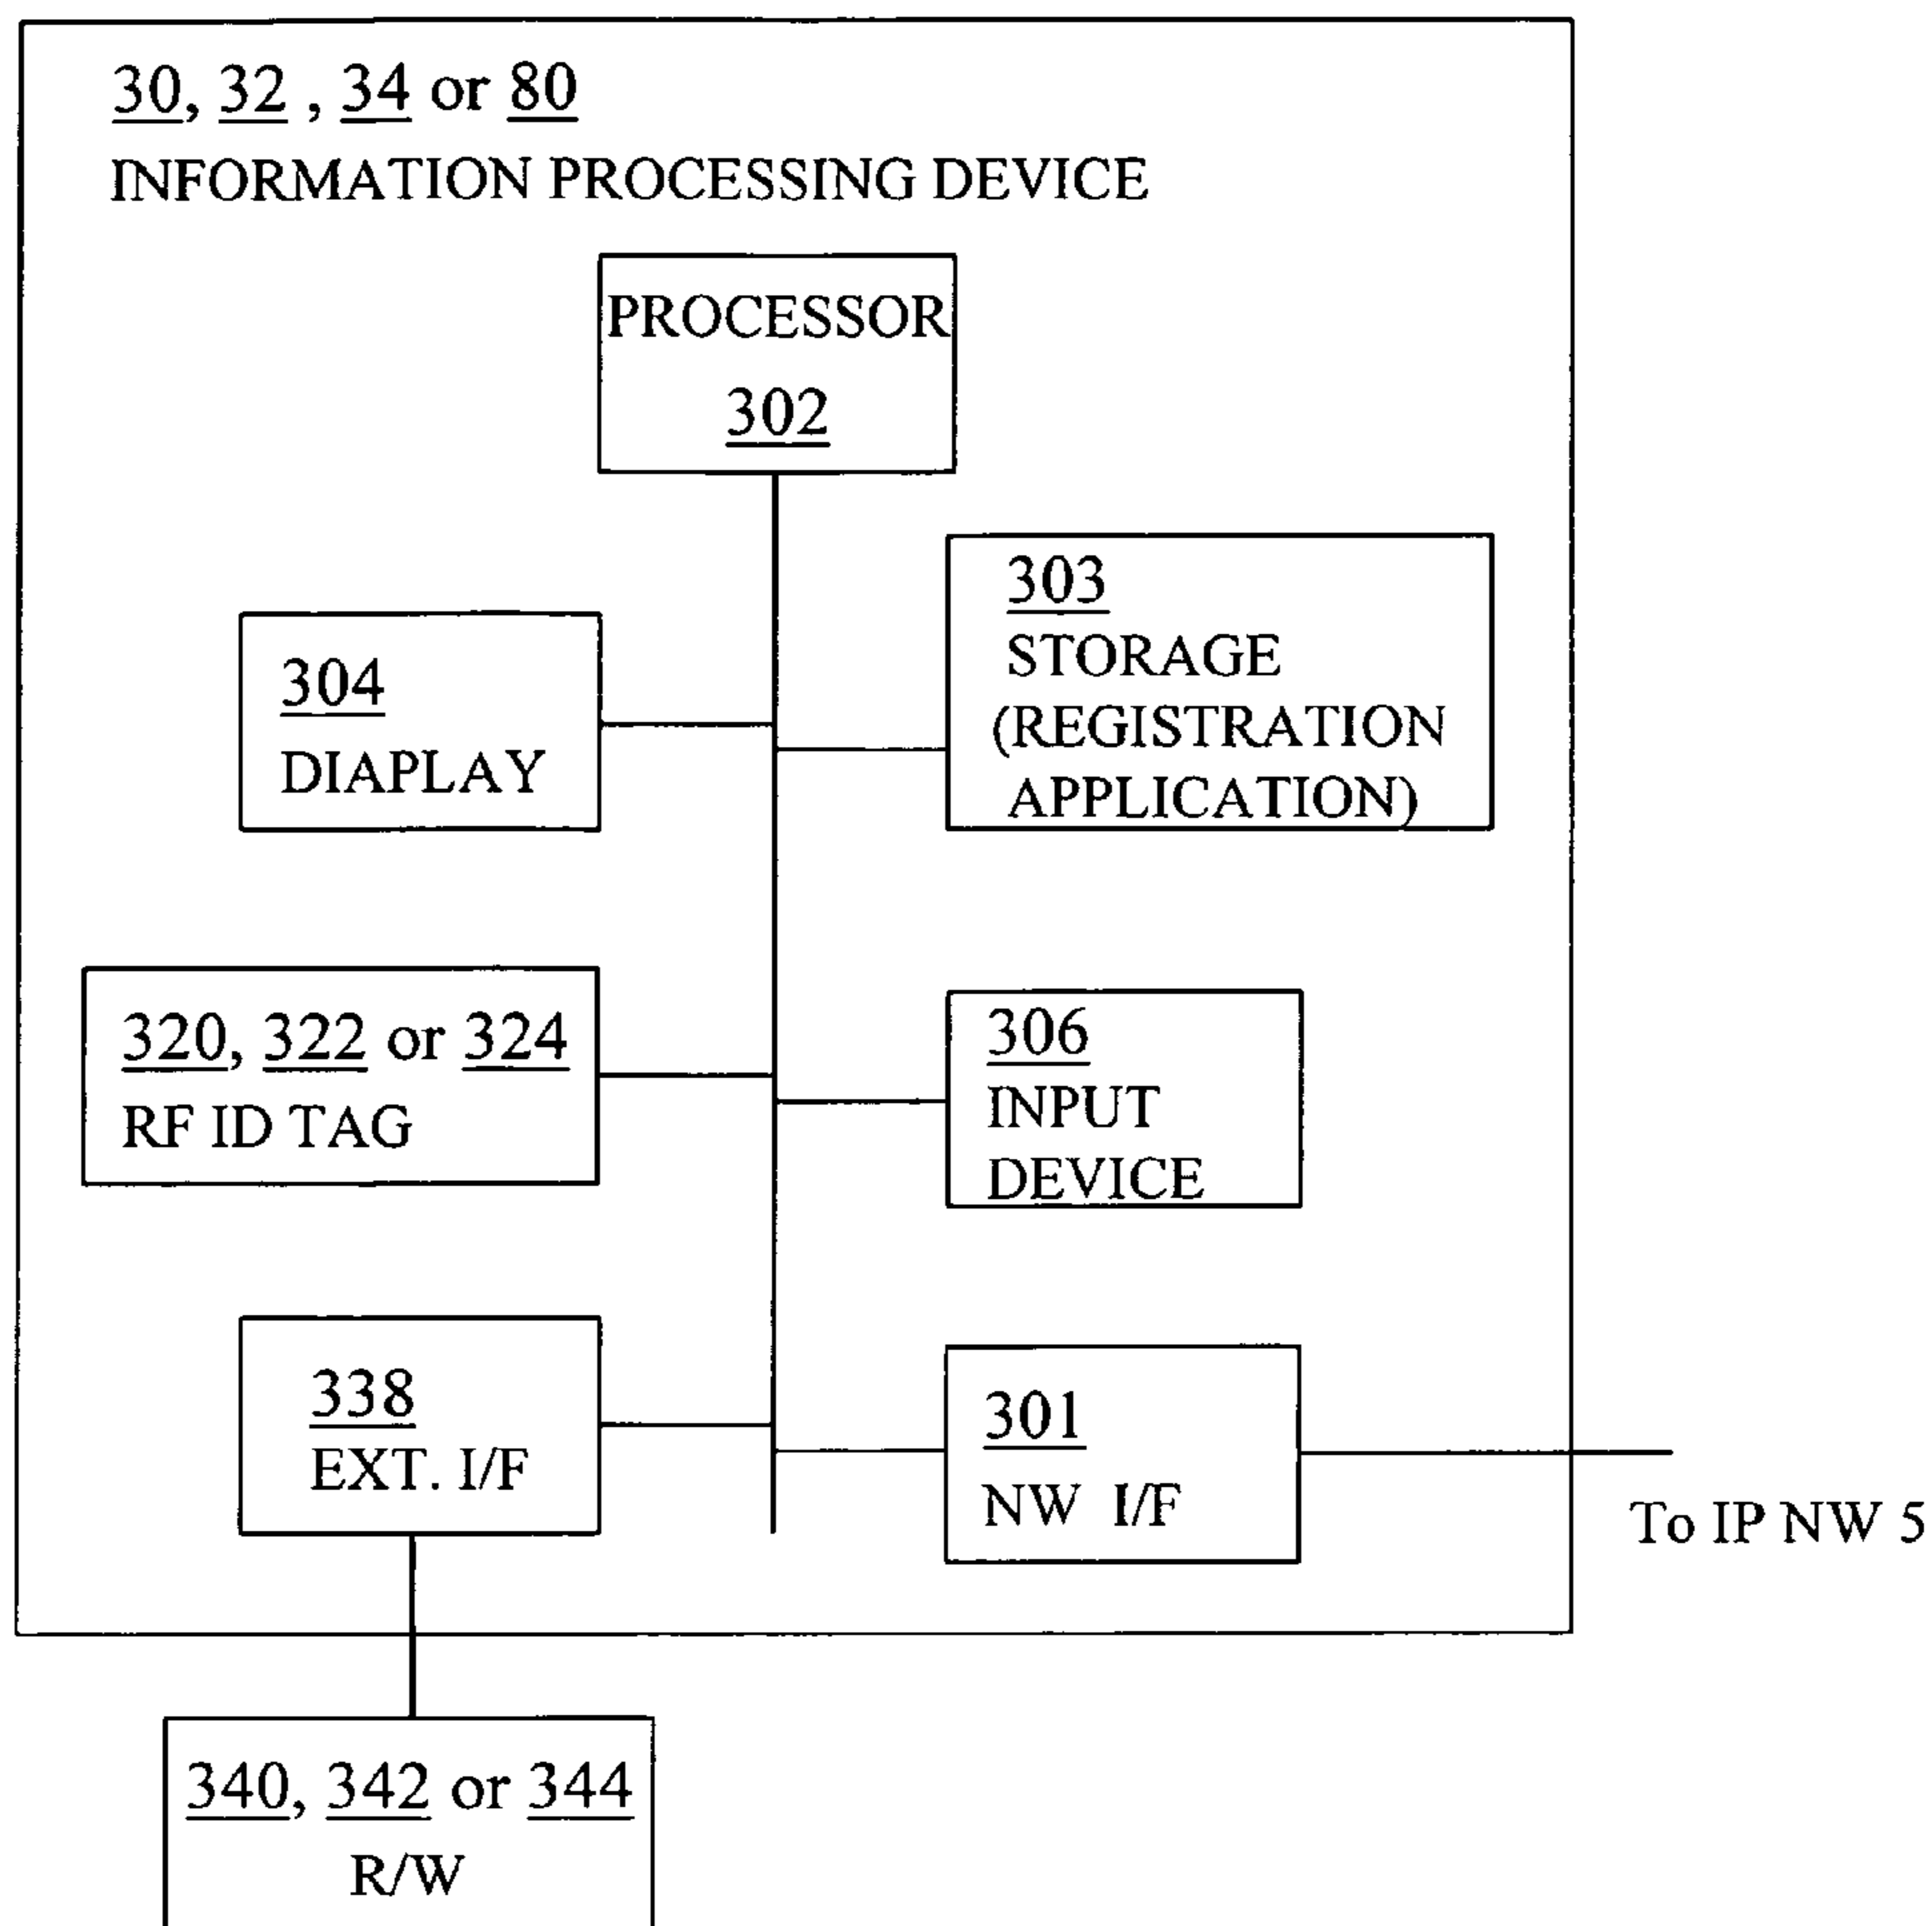 30, 32 , 34 or 80
INFORMATION PROCESSING DEVICE
PROCESSOR
302
303
STORAGE
(REGISTRATION
APPLICATION)
304
DIAPLAY
320, 322 or 324
RF ID TAG
306
INPUT
DEVICE
338
EXT. I/F
301
NW I/F
To IP NW 5
340, 342 or 344
R/W